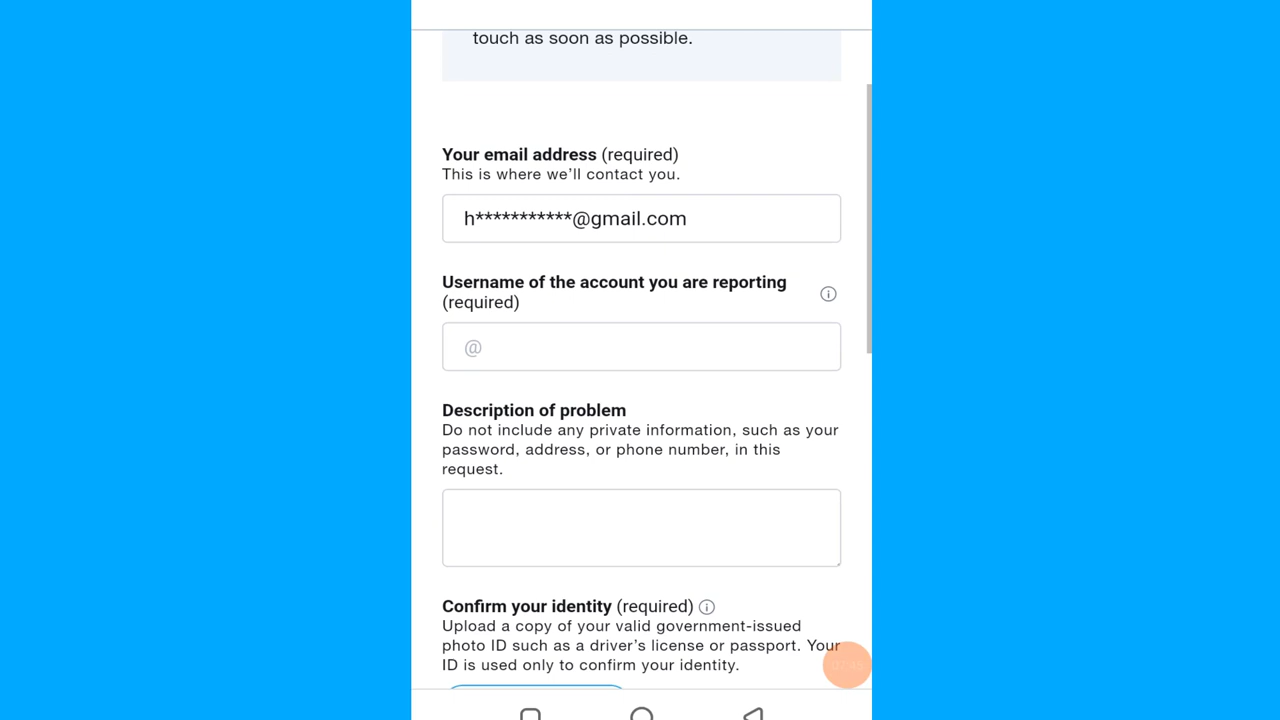 touch as soon as possible.
Your email address (required)
This is where we’ll contact you.
h***********@gmail.com
Username of the account you are reporting
(required)
@
Description of problem
Do not include any private information, such as your
password, address, or phone number, in this
request.
Confirm your identity (required)
Upload a copy of your valid government-issued
photo ID such as a driver’s license or passport. Your
ID is used only to confirm your identity.